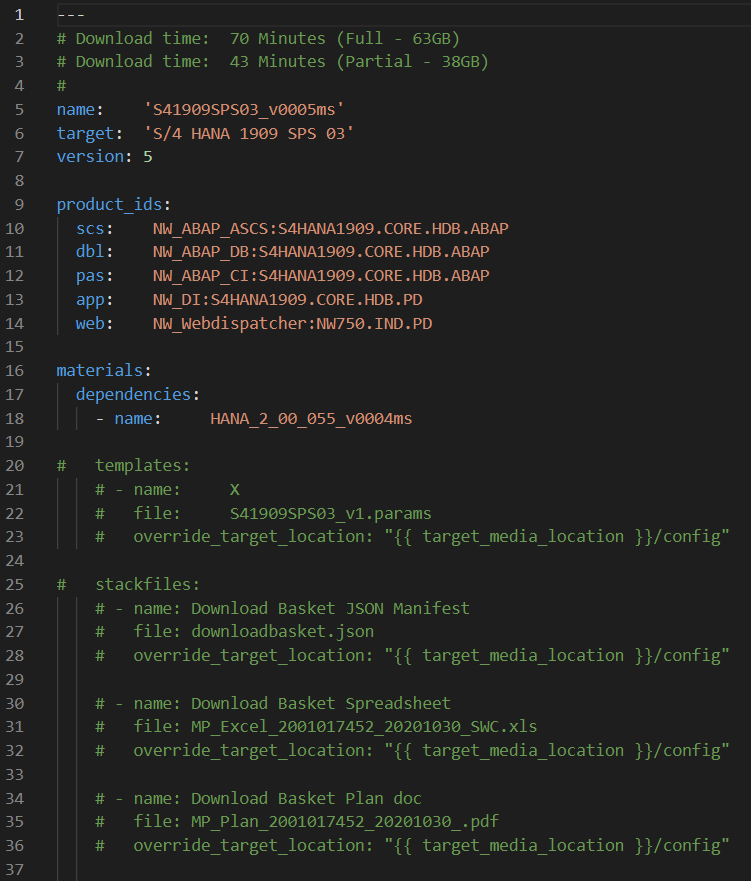 1 ---
2 # Download time:  70 Minutes (Full - 63GB)
3 # Download time:  43 Minutes (Partial - 38GB)
4 #
5 name:    'S41909SPS03_v0005ms'
6 target:  'S/4 HANA 1909 SPS 03'
7 version: 5
8
9 product_ids:
10   scs:    NW_ABAP_ASCS:S4HANA1909.CORE.HDB.ABAP
11   dbl:    NW_ABAP_DB:S4HANA1909.CORE.HDB.ABAP
12   pas:    NW_ABAP_CI:S4HANA1909.CORE.HDB.ABAP
13   app:    NW_DI:S4HANA1909.CORE.HDB.PD
14   web:    NW_Webdispatcher:NW750.IND.PD
15
16 materials:
17   dependencies:
18     - name:     HANA_2_00_055_v0004ms
19
20 #   templates:
21     # - name:     X
22     #   file:     S41909SPS03_v1.params
23     #   override_target_location: "{{ target_media_location }}/config"
24
25 #   stackfiles:
26     # - name: Download Basket JSON Manifest
27     #   file: downloadbasket.json
28     #   override_target_location: "{{ target_media_location }}/config"
29
30     # - name: Download Basket Spreadsheet
31     #   file: MP_Excel_2001017452_20201030_SWC.xls
32     #   override_target_location: "{{ target_media_location }}/config"
33
34     # - name: Download Basket Plan doc
35     #   file: MP_Plan_2001017452_20201030_.pdf
36     #   override_target_location: "{{ target_media_location }}/config"
37